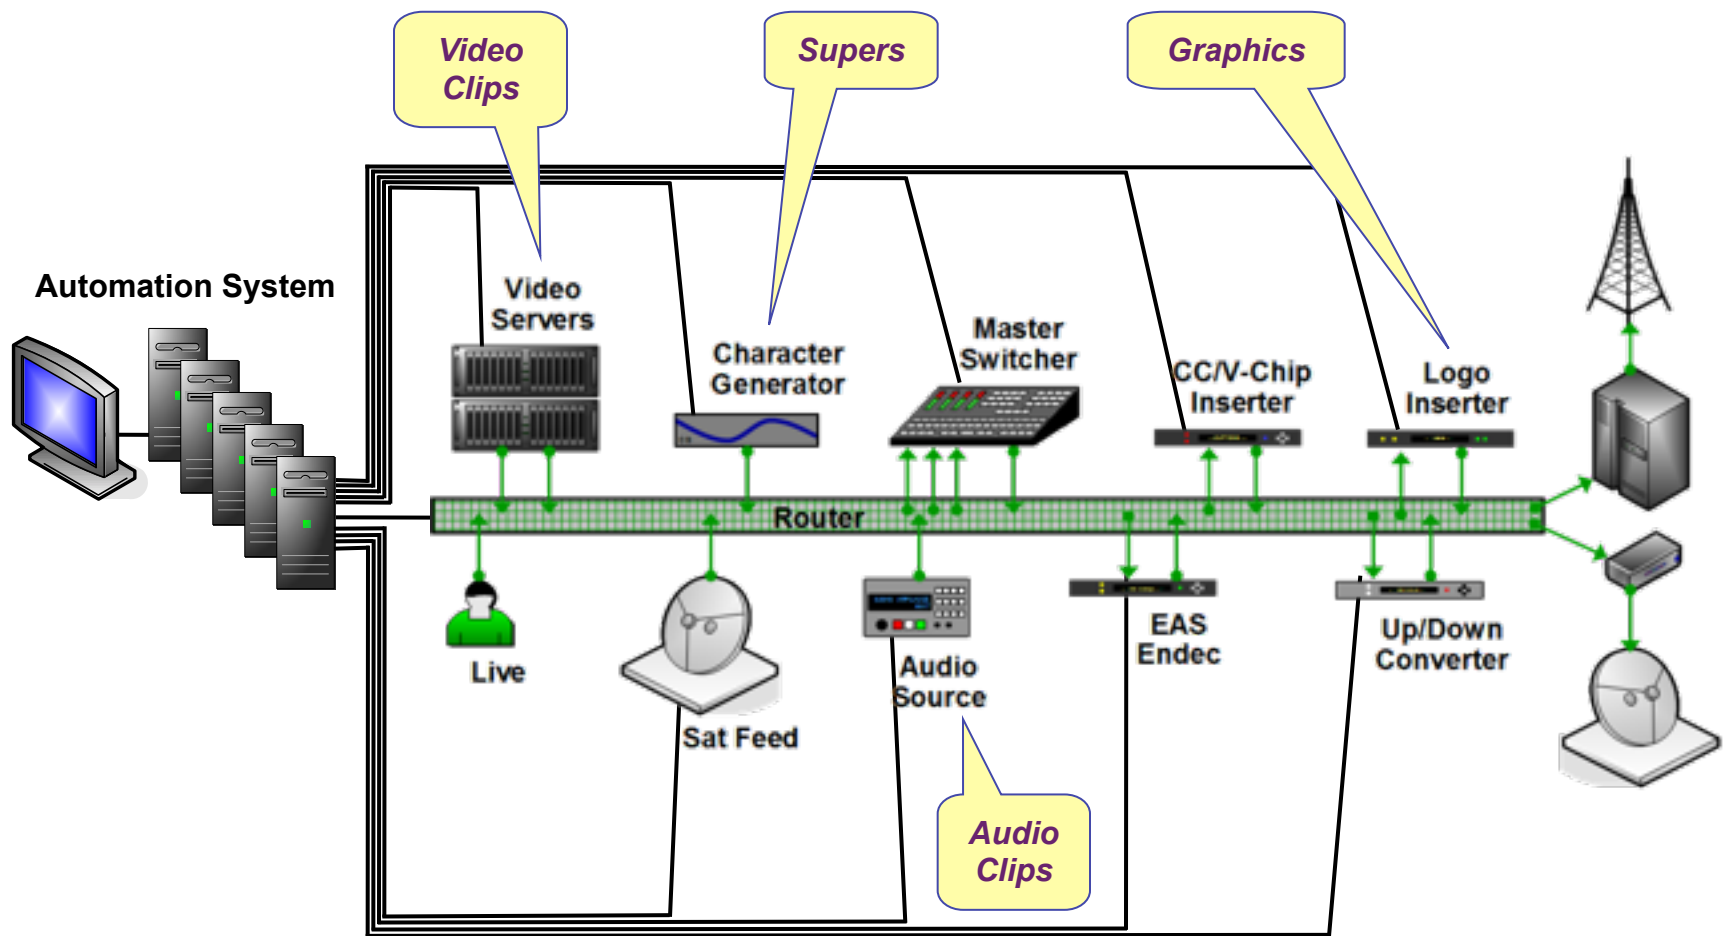 Video
Clips
Supers
Graphics
Automation System
Video
Servers
Character
Generator
Master
Switcher
CC/V-Chip
Inserter
Logo
Inserter
Router
Live
Sat Feed
Audio
Source
EAS
Endec
Up/Down
Converter
Audio
Clips